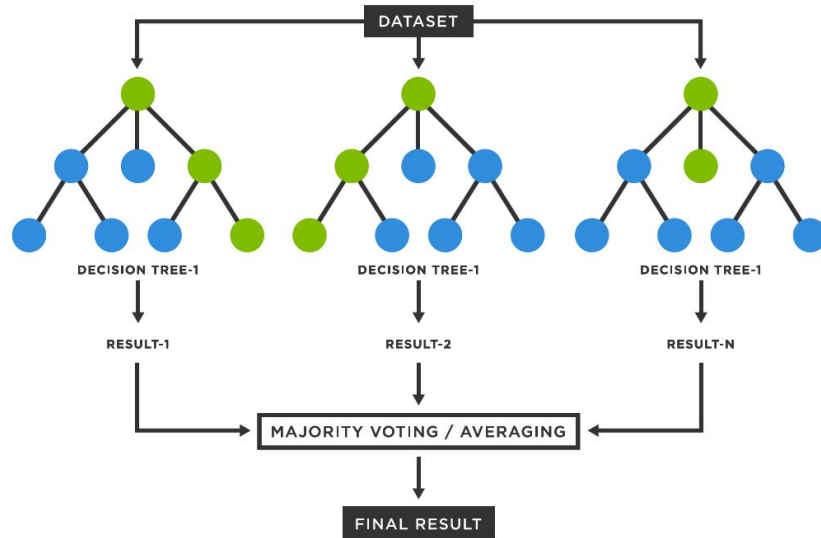 DATASET
DECISION TREE-1
DECISION TREE-1
DECISION TREE-1
RESULT-1
RESULT-2
RESULT-N
MAJORITY VOTING / AVERAGING
FINAL RESULT